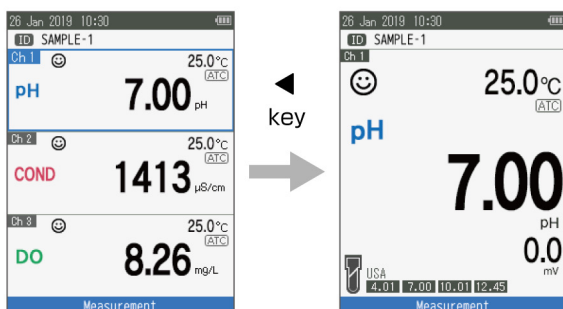 26 Jan 2019 10:30
ID SAMPLE-1
Ch 1 25.0°C
ATC
pH 7.00 pH
Ch 2 25.0°C
ATC
COND 1413 µS/cm
Ch 3 25.0°C
ATC
DO 8.26 mg/L
Measurement
◀
key
26 Jan 2019 10:30
ID SAMPLE-1
Ch 1
25.0°C
ATC
pH
7.00
pH
0.0
mV
USA
4.01 7.00 10.01 12.45
Measurement